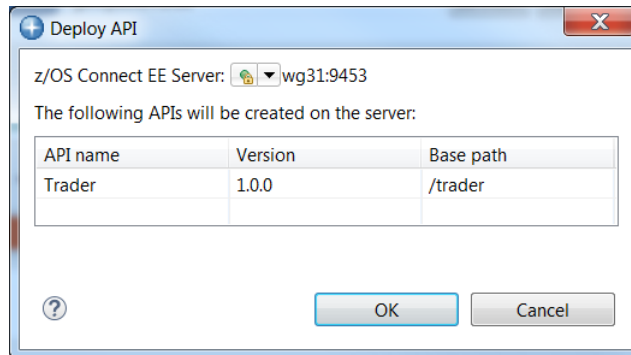 Deploy API
z/OS Connect EE Server: wg31:9453
The following APIs will be created on the server:
API name Version Base path
Trader 1.0.0 /trader
? OK Cancel